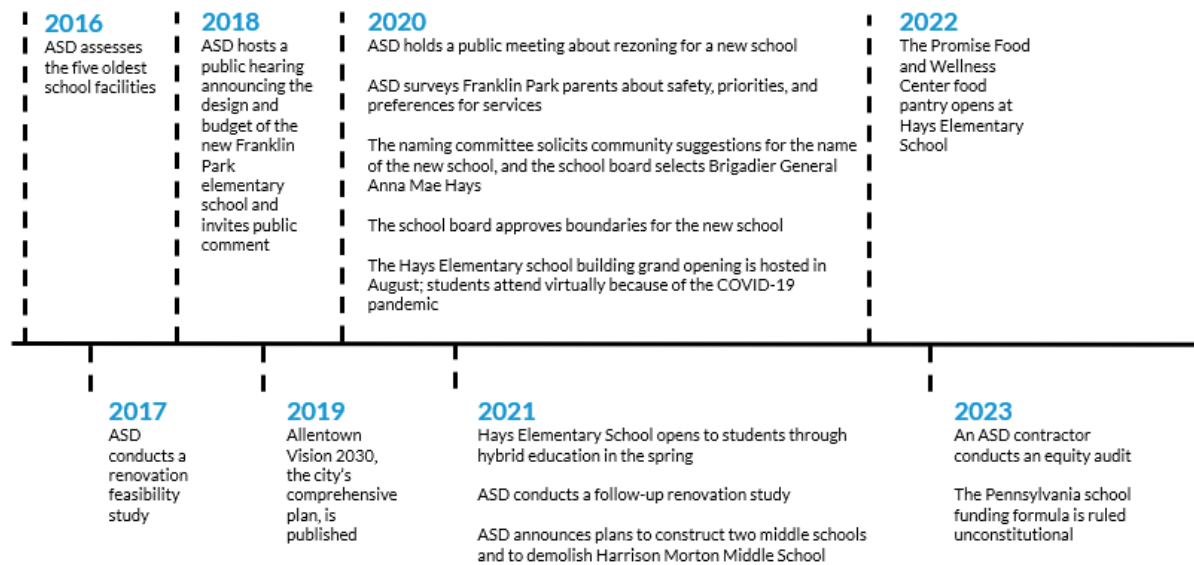 2016
ASD assesses
the five oldest
school facilities
2018
ASD hosts a
public hearing
announcing the
design and
budget of the
new Franklin
Park
elementary
school and
invites public
comment
2020
ASD holds a public meeting about rezoning for a new school
ASD surveys Franklin Park parents about safety, priorities, and
preferences for services
The naming committee solicits community suggestions for the name
of the new school, and the school board selects Brigadier General
Anna Mae Hays
The school board approves boundaries for the new school
The Hays Elementary school building grand opening is hosted in
August; students attend virtually because of the COVID-19
pandemic
2022
The Promise Food
and Wellness
Center food
pantry opens at
Hays Elementary
School
2017
ASD
conducts a
renovation
feasibility
study
2019
Allentown
Vision 2030,
the city's
comprehensive
plan, is
published
2021
Hays Elementary School opens to students through
hybrid education in the spring
ASD conducts a follow-up renovation study
ASD announces plans to construct two middle schools
and to demolish Harrison Morton Middle School
2023
An ASD contractor
conducts an equity audit
The Pennsylvania school
funding formula is ruled
unconstitutional